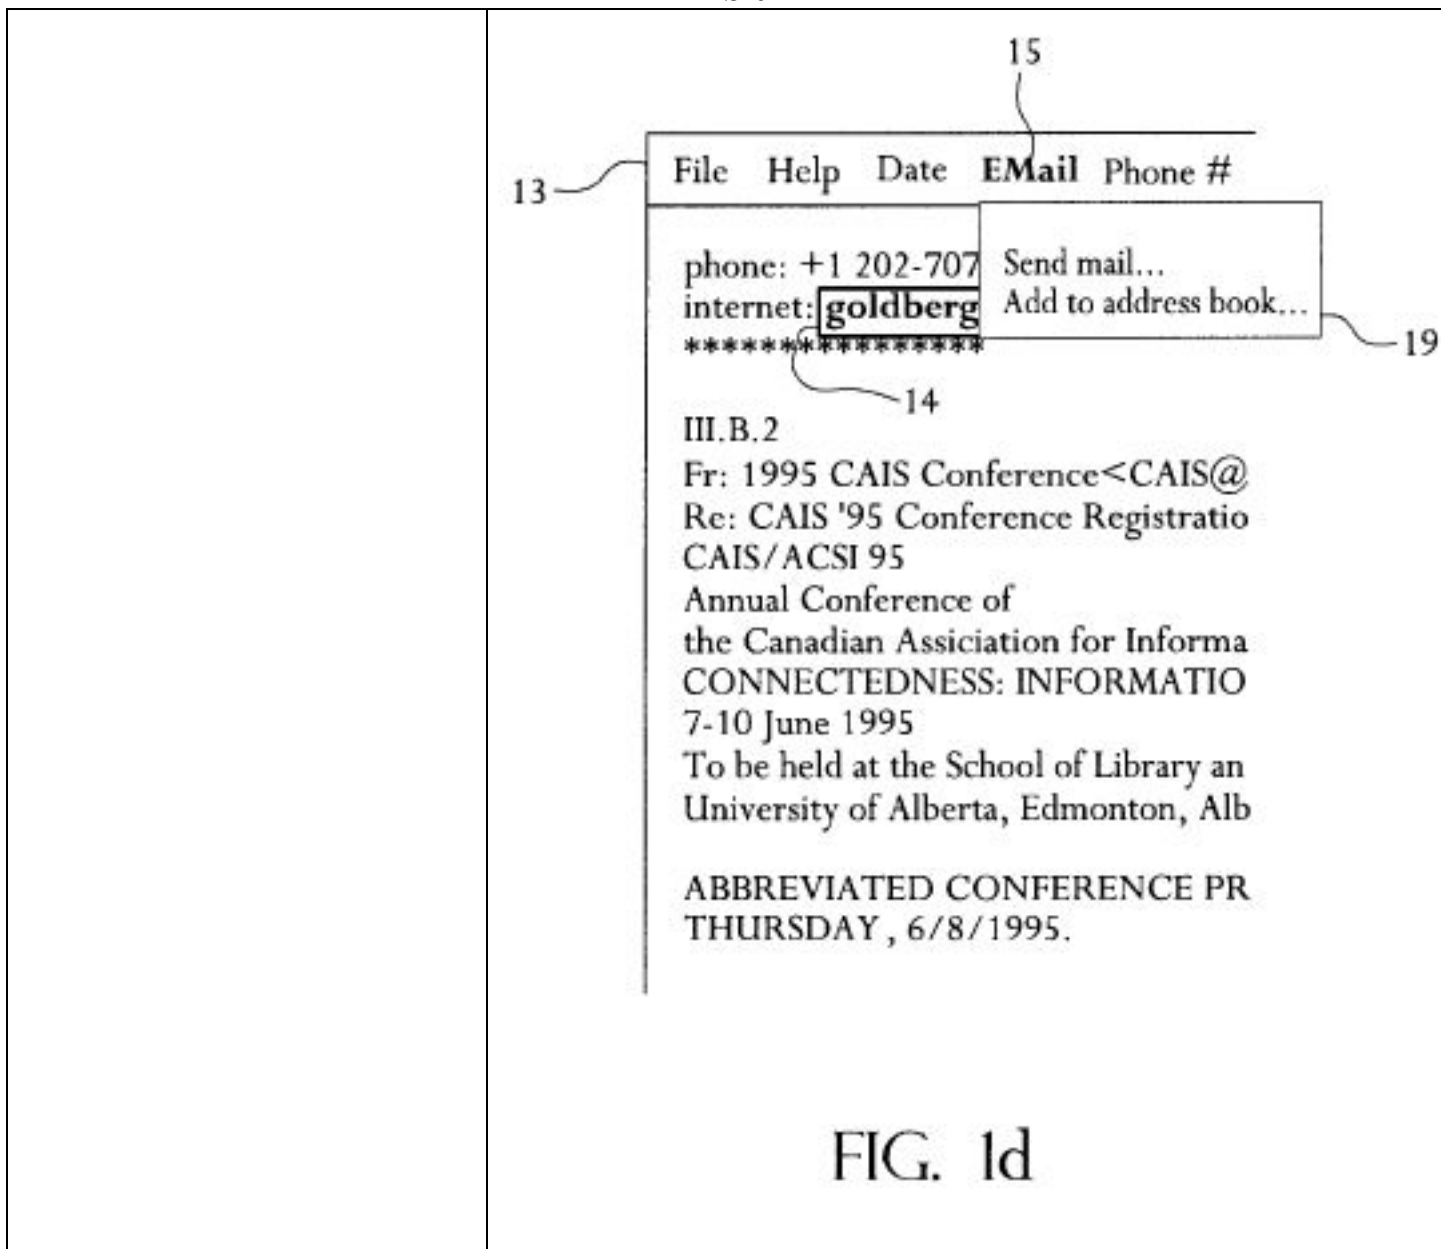 15
13
File Help Date EMail Phone #
phone: +1 202-707 Send mail...
internet: goldberg Add to address book...
***************
19
14
III.B.2
Fr: 1995 CAIS Conference<CAIS@
Re: CAIS '95 Conference Registratio
CAIS/ACSI 95
Annual Conference of
the Canadian Assiciation for Informa
CONNECTEDNESS: INFORMATIO
7-10 June 1995
To be held at the School of Library an
University of Alberta, Edmonton, Alb
ABBREVIATED CONFERENCE PR
THURSDAY, 6/8/1995.
FIG. 1d